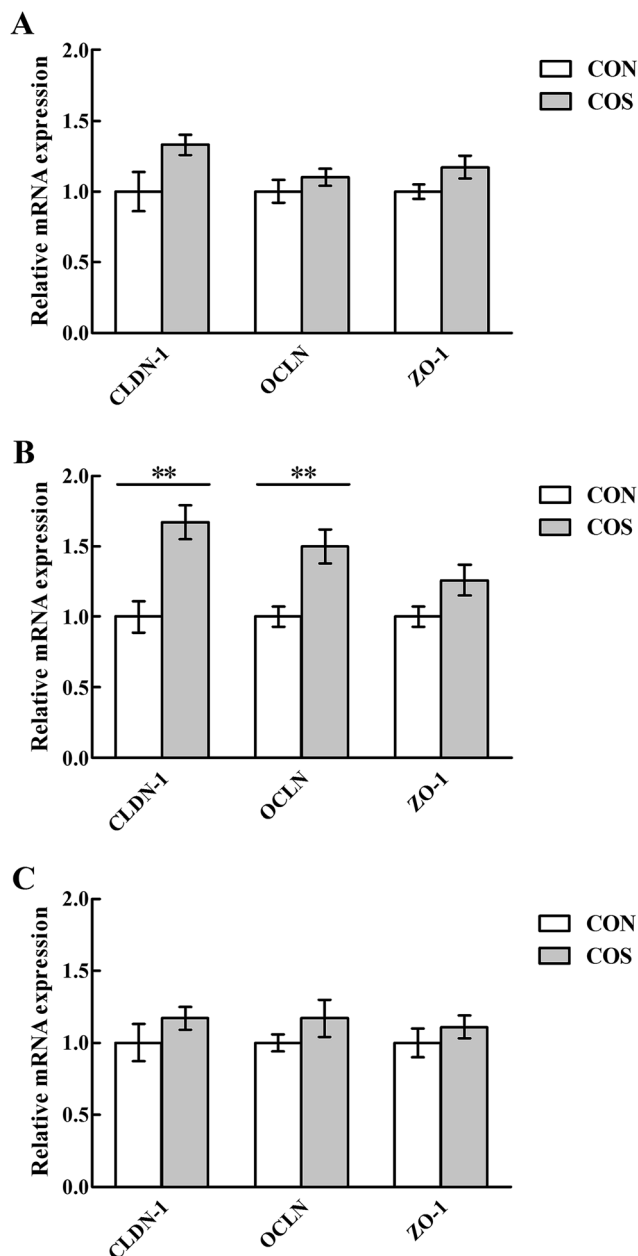 A
Relative mRNA expression
2.0
1.5
1.0
0.5
0.0
CLDN-1
OCLN
ZO-1
CON
COS
B
Relative mRNA expression
2.0
1.5
1.0
0.5
0.0
**
**
CLDN-1
OCLN
ZO-1
CON
COS
C
Relative mRNA expression
2.0
1.5
1.0
0.5
0.0
CLDN-1
OCLN
ZO-1
CON
COS